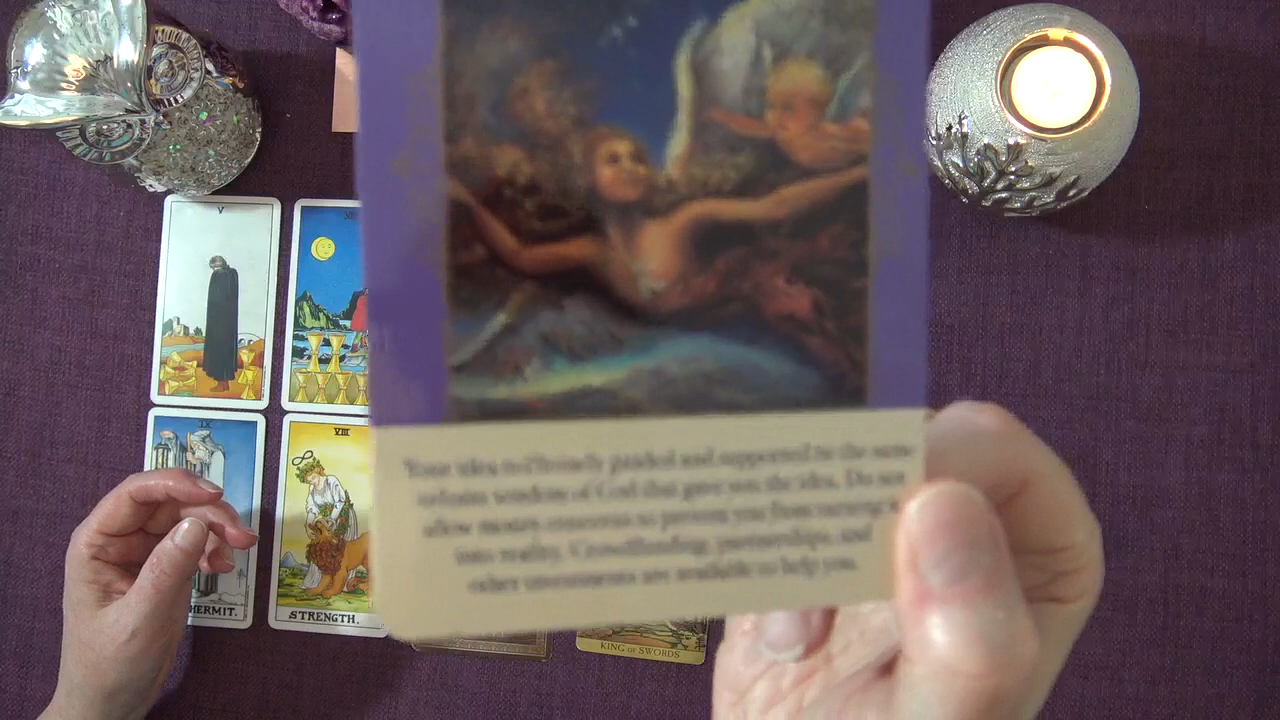 V
IX
VIII
HERMIT.
STRENGTH.
KING OF SWORDS
Your idea is Divinely guided and supported by the same
infinite wisdom of God that gave you the idea. Do not
allow money concerns to prevent you from turning it
into reality. Crowdfunding, partnerships, and
other investments are available to help you.